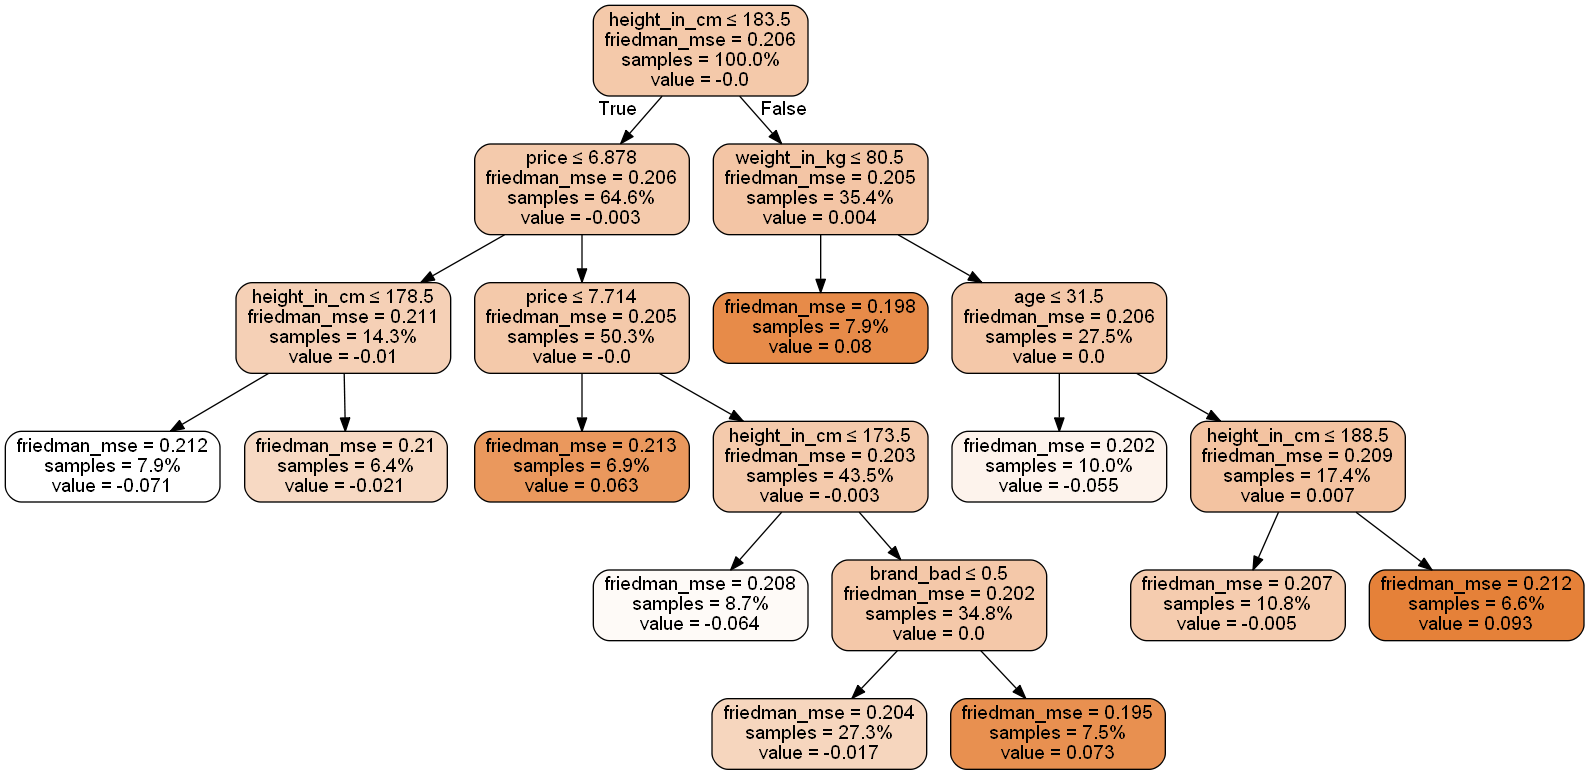 height_in_cm ≤ 183.5
friedman_mse = 0.206
samples = 100.0%
value = -0.0
True
False
price ≤ 6.878
friedman_mse = 0.206
samples = 64.6%
value = -0.003
weight_in_kg ≤ 80.5
friedman_mse = 0.205
samples = 35.4%
value = 0.004
height_in_cm ≤ 178.5
friedman_mse = 0.211
samples = 14.3%
value = -0.01
price ≤ 7.714
friedman_mse = 0.205
samples = 50.3%
value = -0.0
friedman_mse = 0.198
samples = 7.9%
value = 0.08
age ≤ 31.5
friedman_mse = 0.206
samples = 27.5%
value = 0.0
friedman_mse = 0.212
samples = 7.9%
value = -0.071
friedman_mse = 0.21
samples = 6.4%
value = -0.021
friedman_mse = 0.213
samples = 6.9%
value = 0.063
height_in_cm ≤ 173.5
friedman_mse = 0.203
samples = 43.5%
value = -0.003
friedman_mse = 0.202
samples = 10.0%
value = -0.055
height_in_cm ≤ 188.5
friedman_mse = 0.209
samples = 17.4%
value = 0.007
friedman_mse = 0.208
samples = 8.7%
value = -0.064
brand_bad ≤ 0.5
friedman_mse = 0.202
samples = 34.8%
value = 0.0
friedman_mse = 0.207
samples = 10.8%
value = -0.005
friedman_mse = 0.212
samples = 6.6%
value = 0.093
friedman_mse = 0.204
samples = 27.3%
value = -0.017
friedman_mse = 0.195
samples = 7.5%
value = 0.073